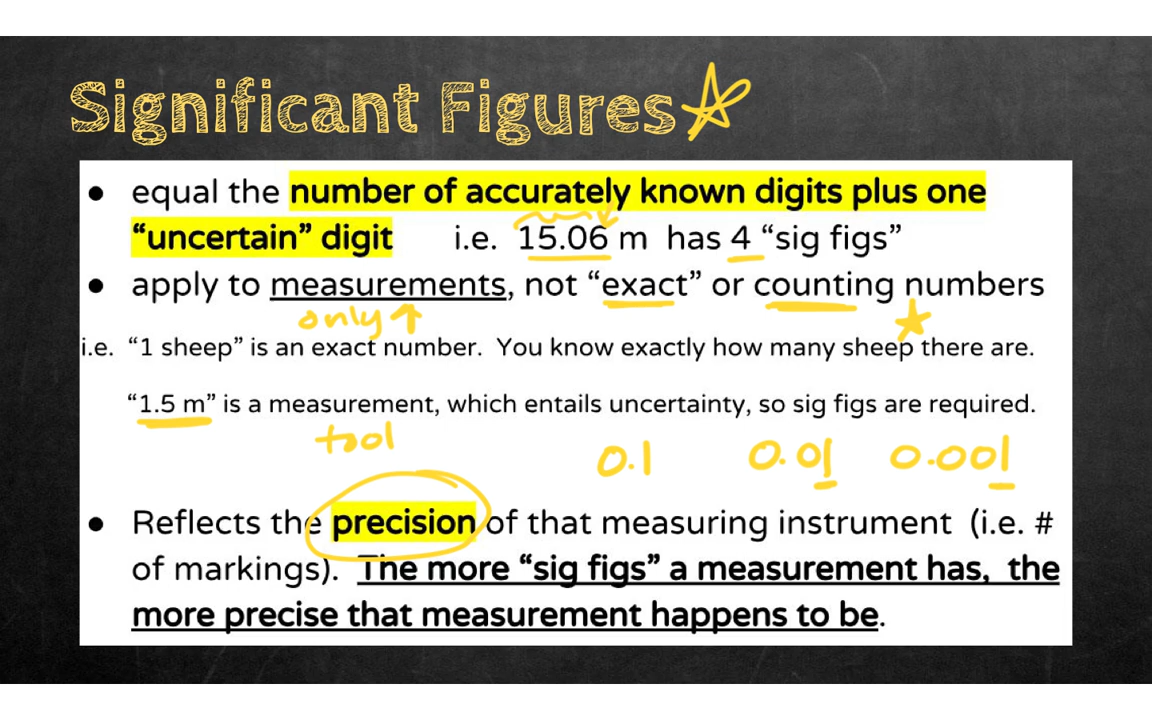 Significant Figures
● equal the number of accurately known digits plus one
“uncertain” digit i.e. 15.06 m has 4 “sig figs”
● apply to measurements, not “exact” or counting numbers
only
i.e. “1 sheep” is an exact number. You know exactly how many sheep there are.
“1.5 m” is a measurement, which entails uncertainty, so sig figs are required.
tool
0.1 0.01 0.001
● Reflects the precision of that measuring instrument (i.e. #
of markings). The more “sig figs” a measurement has, the
more precise that measurement happens to be.